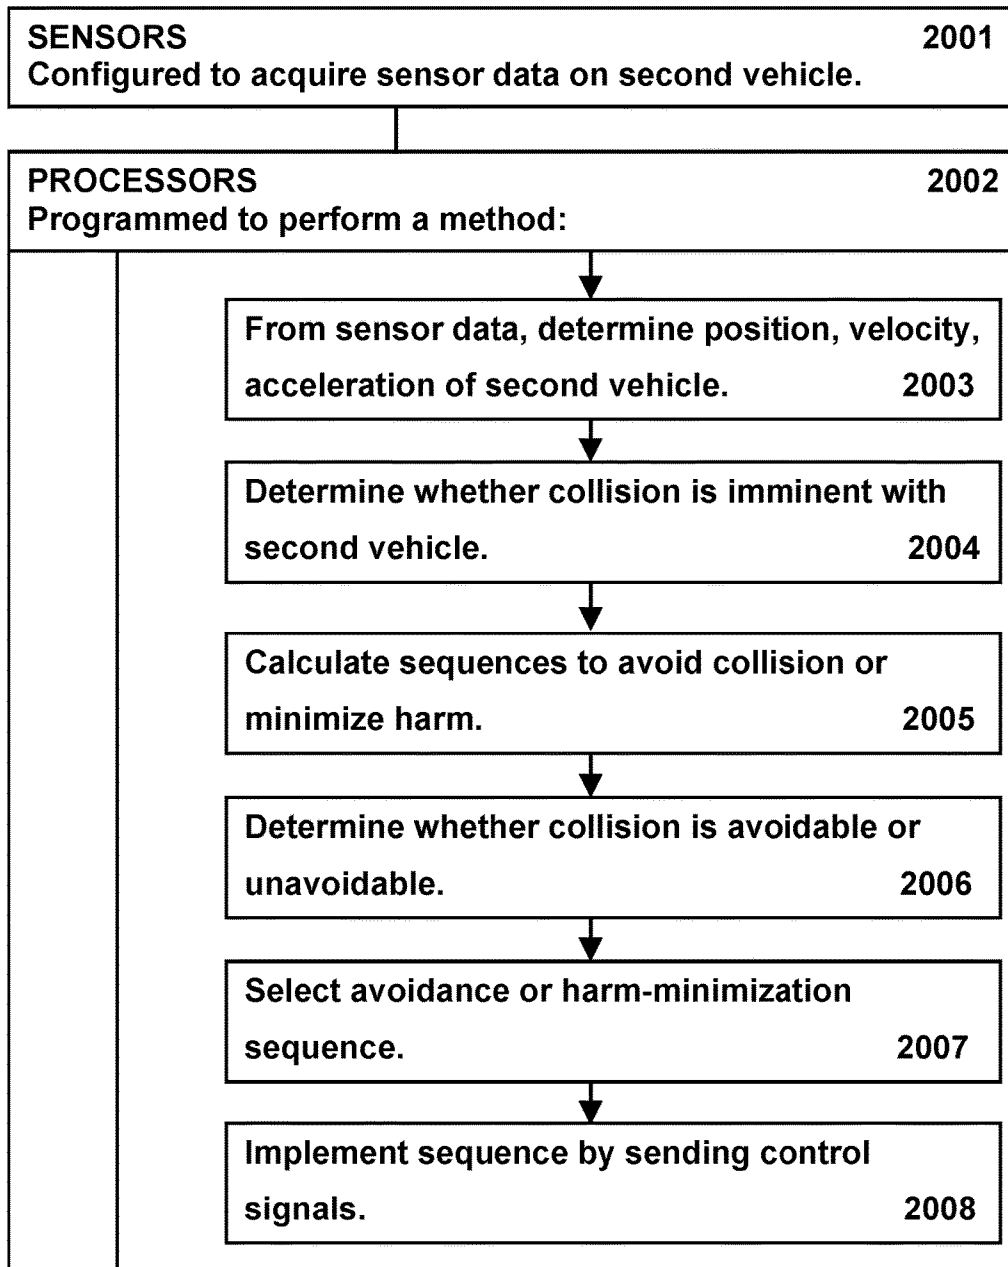 SENSORS 2001
Configured to acquire sensor data on second vehicle.
PROCESSORS 2002
Programmed to perform a method:
From sensor data, determine position, velocity,
acceleration of second vehicle. 2003
Determine whether collision is imminent with
second vehicle. 2004
Calculate sequences to avoid collision or
minimize harm. 2005
Determine whether collision is avoidable or
unavoidable. 2006
Select avoidance or harm-minimization
sequence. 2007
Implement sequence by sending control
signals. 2008